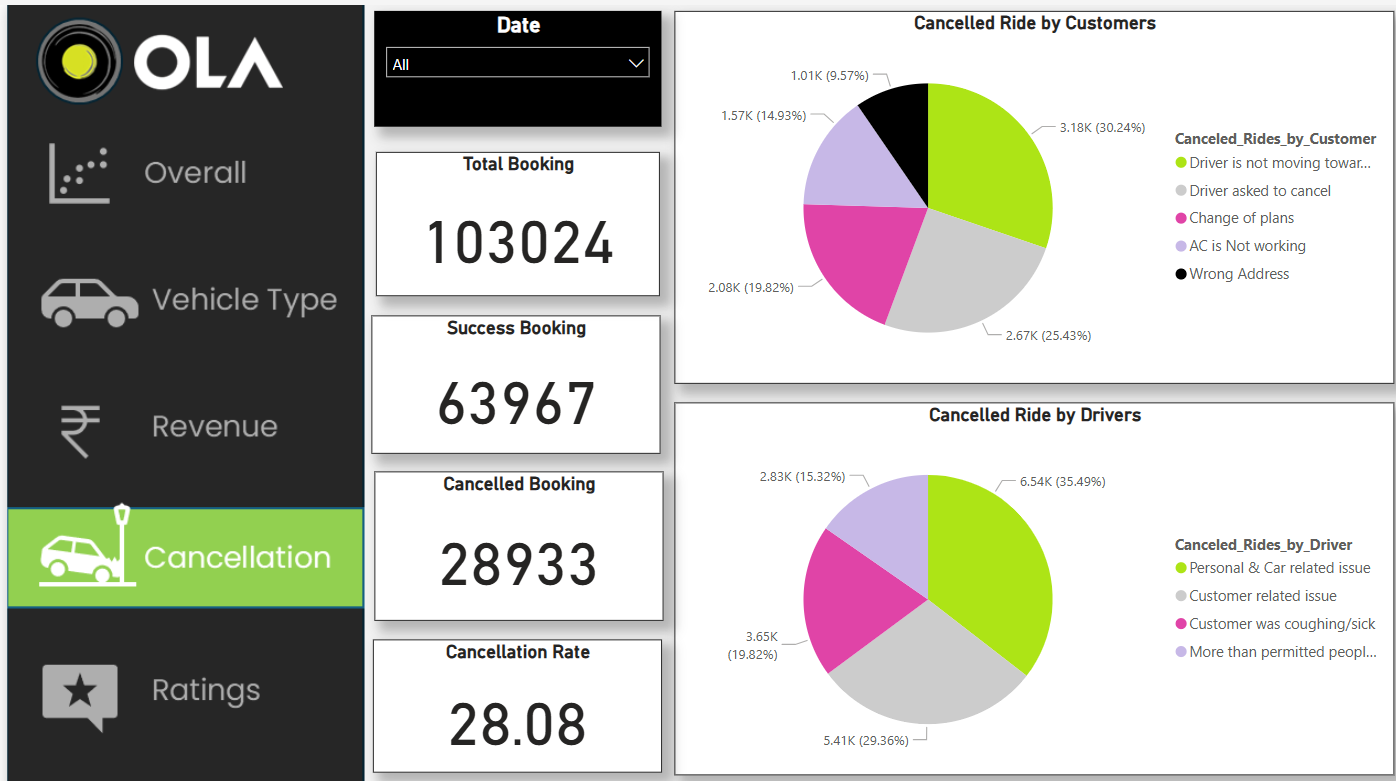 OLA
Overall
Vehicle Type
Revenue
Cancellation
Ratings
Date
All
Total Booking
103024
Success Booking
63967
Cancelled Booking
28933
Cancellation Rate
28.08
Cancelled Ride by Customers
1.01K (9.57%)
1.57K (14.93%)
3.18K (30.24%)
2.08K (19.82%)
2.67K (25.43%)
Canceled_Rides_by_Customer
Driver is not moving towar...
Driver asked to cancel
Change of plans
AC is Not working
Wrong Address
Cancelled Ride by Drivers
2.83K (15.32%)
6.54K (35.49%)
3.65K
(19.82%)
5.41K (29.36%)
Canceled_Rides_by_Driver
Personal & Car related issue
Customer related issue
Customer was coughing/sick
More than permitted peopl...